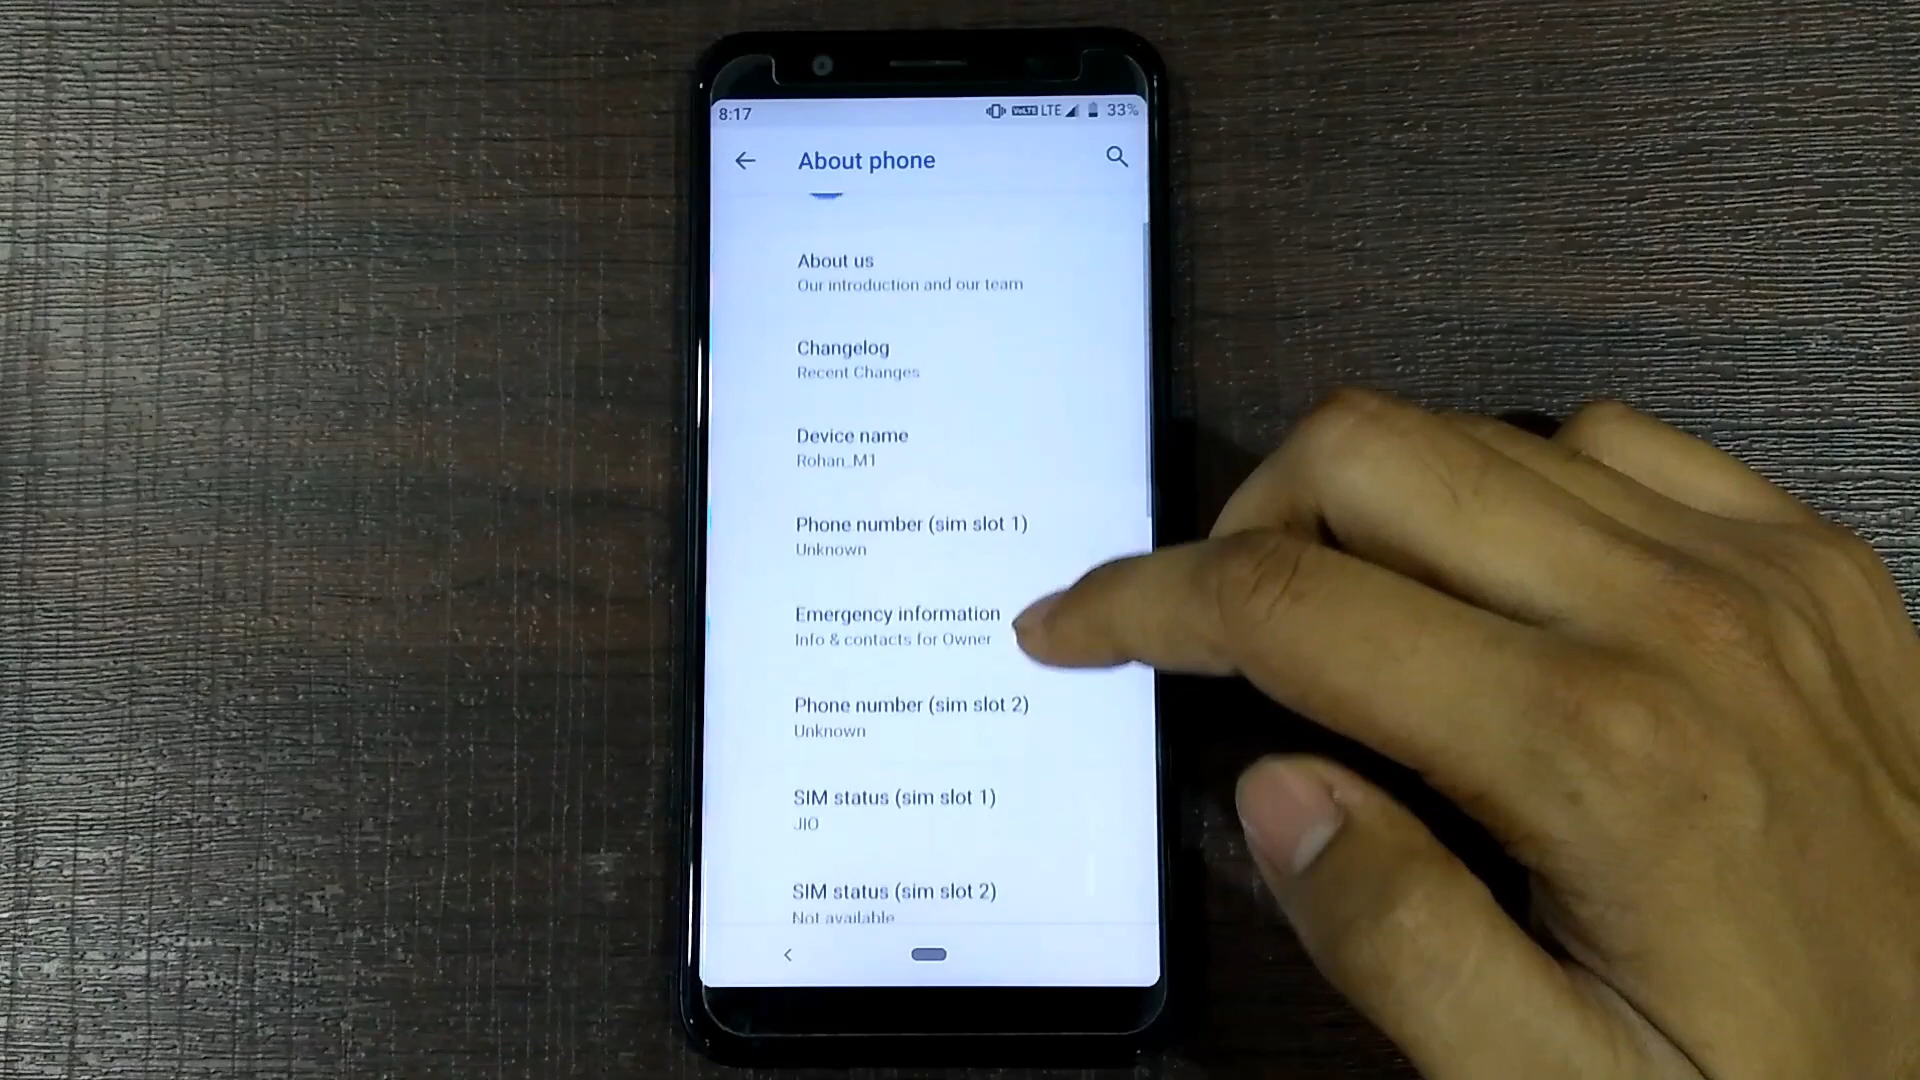 8:17 VoLTE LTE 33%
About phone
About us
Our introduction and our team
Changelog
Recent Changes
Device name
Rohan_M1
Phone number (sim slot 1)
Unknown
Emergency information
Info & contacts for Owner
Phone number (sim slot 2)
Unknown
SIM status (sim slot 1)
JIO
SIM status (sim slot 2)
Not available